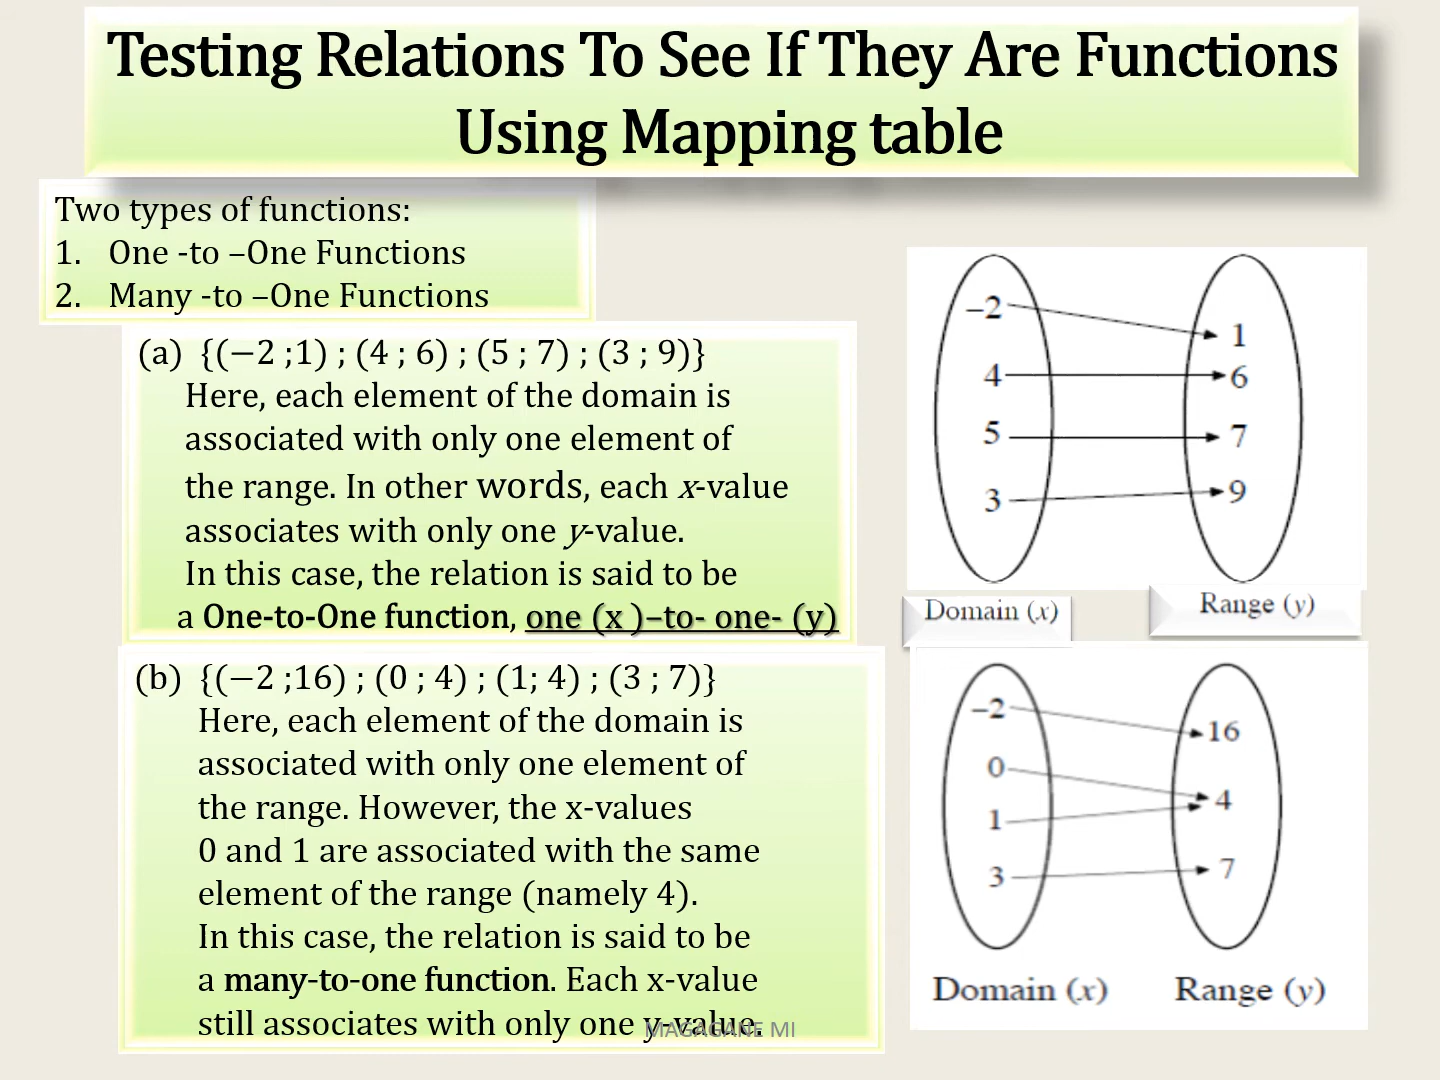 Testing Relations To See If They Are Functions
Using Mapping table
Two types of functions:
1. One -to –One Functions
2. Many -to –One Functions
(a) {(−2 ;1) ; (4 ; 6) ; (5 ; 7) ; (3 ; 9)}
Here, each element of the domain is
associated with only one element of
the range. In other words, each x-value
associates with only one y-value.
In this case, the relation is said to be
a One-to-One function, one (x )–to- one- (y)
–2
4
5
3
1
6
7
9
Domain (x)
Range (y)
(b) {(−2 ;16) ; (0 ; 4) ; (1; 4) ; (3 ; 7)}
Here, each element of the domain is
associated with only one element of
the range. However, the x-values
0 and 1 are associated with the same
element of the range (namely 4).
In this case, the relation is said to be
a many-to-one function. Each x-value
still associates with only one y-value.
–2
0
1
3
16
4
7
Domain (x)
Range (y)
MAGAGANE MI